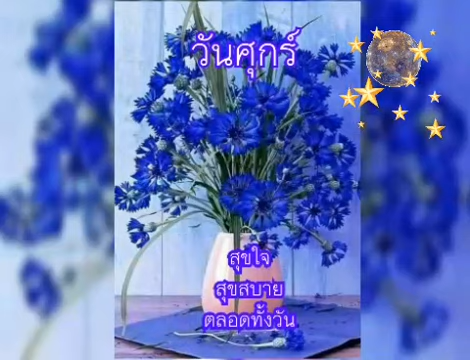 วันศุกร์
สุขใจ
สุขสบาย
ตลอดทั้งวัน